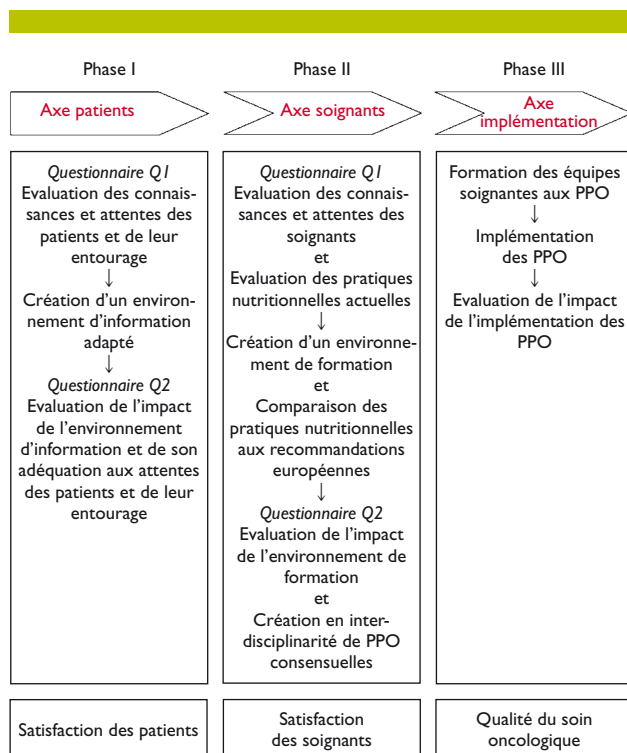 Phase I
Axe patients
Questionnaire Q1
Evaluation des connais-
sances et attentes des
patients et de leur
entourage
↓
Création d'un environ-
nement d'information
adapté
↓
Questionnaire Q2
Evaluation de l'impact
de l'environnement
d'information et de son
adéquation aux attentes
des patients et de leur
entourage
Satisfaction des patients
Phase II
Axe soignants
Questionnaire Q1
Evaluation des connais-
sances et attentes des
soignants
et
Evaluation des pratiques
nutritionnelles actuelles
↓
Création d'un environne-
ment de formation
et
Comparaison des
pratiques nutritionnelles
aux recommandations
européennes
↓
Questionnaire Q2
Evaluation de l'impact
de l'environnement de
formation
et
Création en inter-
disciplinarité de PPO
consensuelles
Satisfaction
des soignants
Phase III
Axe
implémentation
Formation des équipes
soignantes aux PPO
↓
Implémentation
des PPO
↓
Evaluation de l'impact
de l'implémentation des
PPO
Qualité du soin
oncologique